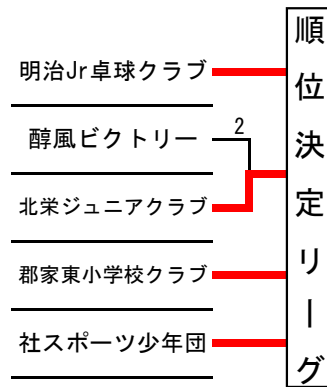 明治Jr卓球クラブ
醇風ビクトリー
2
北栄ジュニアクラブ
郡家東小学校クラブ
社スポーツ少年団
順位決定リーグ